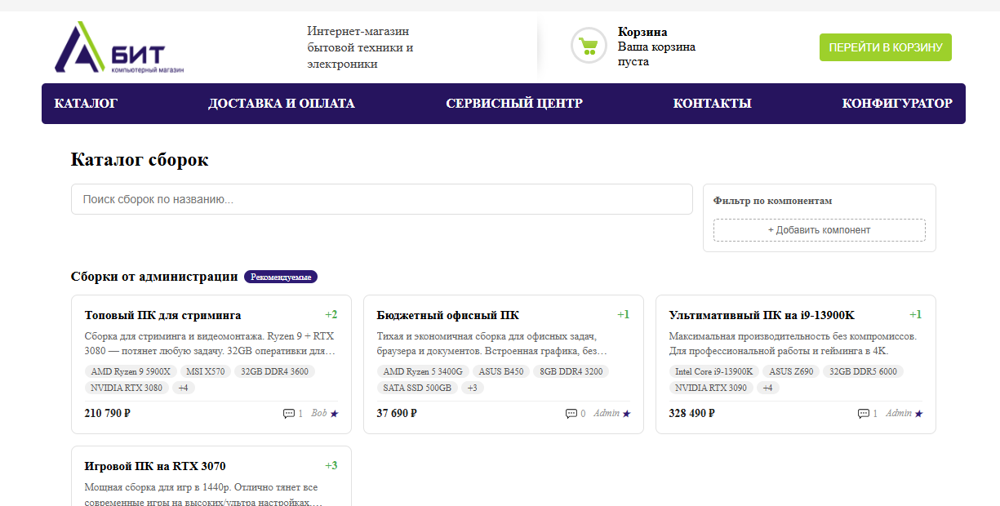 БИТ
компьютерный магазин
Интернет-магазин
бытовой техники и
электроники
Корзина
Ваша корзина
пуста
ПЕРЕЙТИ В КОРЗИНУ
КАТАЛОГ ДОСТАВКА И ОПЛАТА СЕРВИСНЫЙ ЦЕНТР КОНТАКТЫ КОНФИГУРАТОР
Каталог сборок
Поиск сборок по названию...
Фильтр по компонентам
+ Добавить компонент
Сборки от администрации Рекомендуемые
Топовый ПК для стриминга +2
Сборка для стриминга и видеомонтажа. Ryzen 9 + RTX
3080 — потянет любую задачу. 32GB оперативки для…
AMD Ryzen 9 5900X MSI X570 32GB DDR4 3600
NVIDIA RTX 3080 +4
210 790 ₽ 1 Bob ★
Бюджетный офисный ПК +1
Тихая и экономичная сборка для офисных задач,
браузера и документов. Встроенная графика, без…
AMD Ryzen 5 3400G ASUS B450 8GB DDR4 3200
SATA SSD 500GB +3
37 690 ₽ 0 Admin ★
Ультимативный ПК на i9-13900K +1
Максимальная производительность без компромиссов.
Для профессиональной работы и гейминга в 4K.
Intel Core i9-13900K ASUS Z690 32GB DDR5 6000
NVIDIA RTX 3090 +4
328 490 ₽ 1 Admin ★
Игровой ПК на RTX 3070 +3
Мощная сборка для игр в 1440p. Отлично тянет все
современные игры на высоких/ультра настройках.…